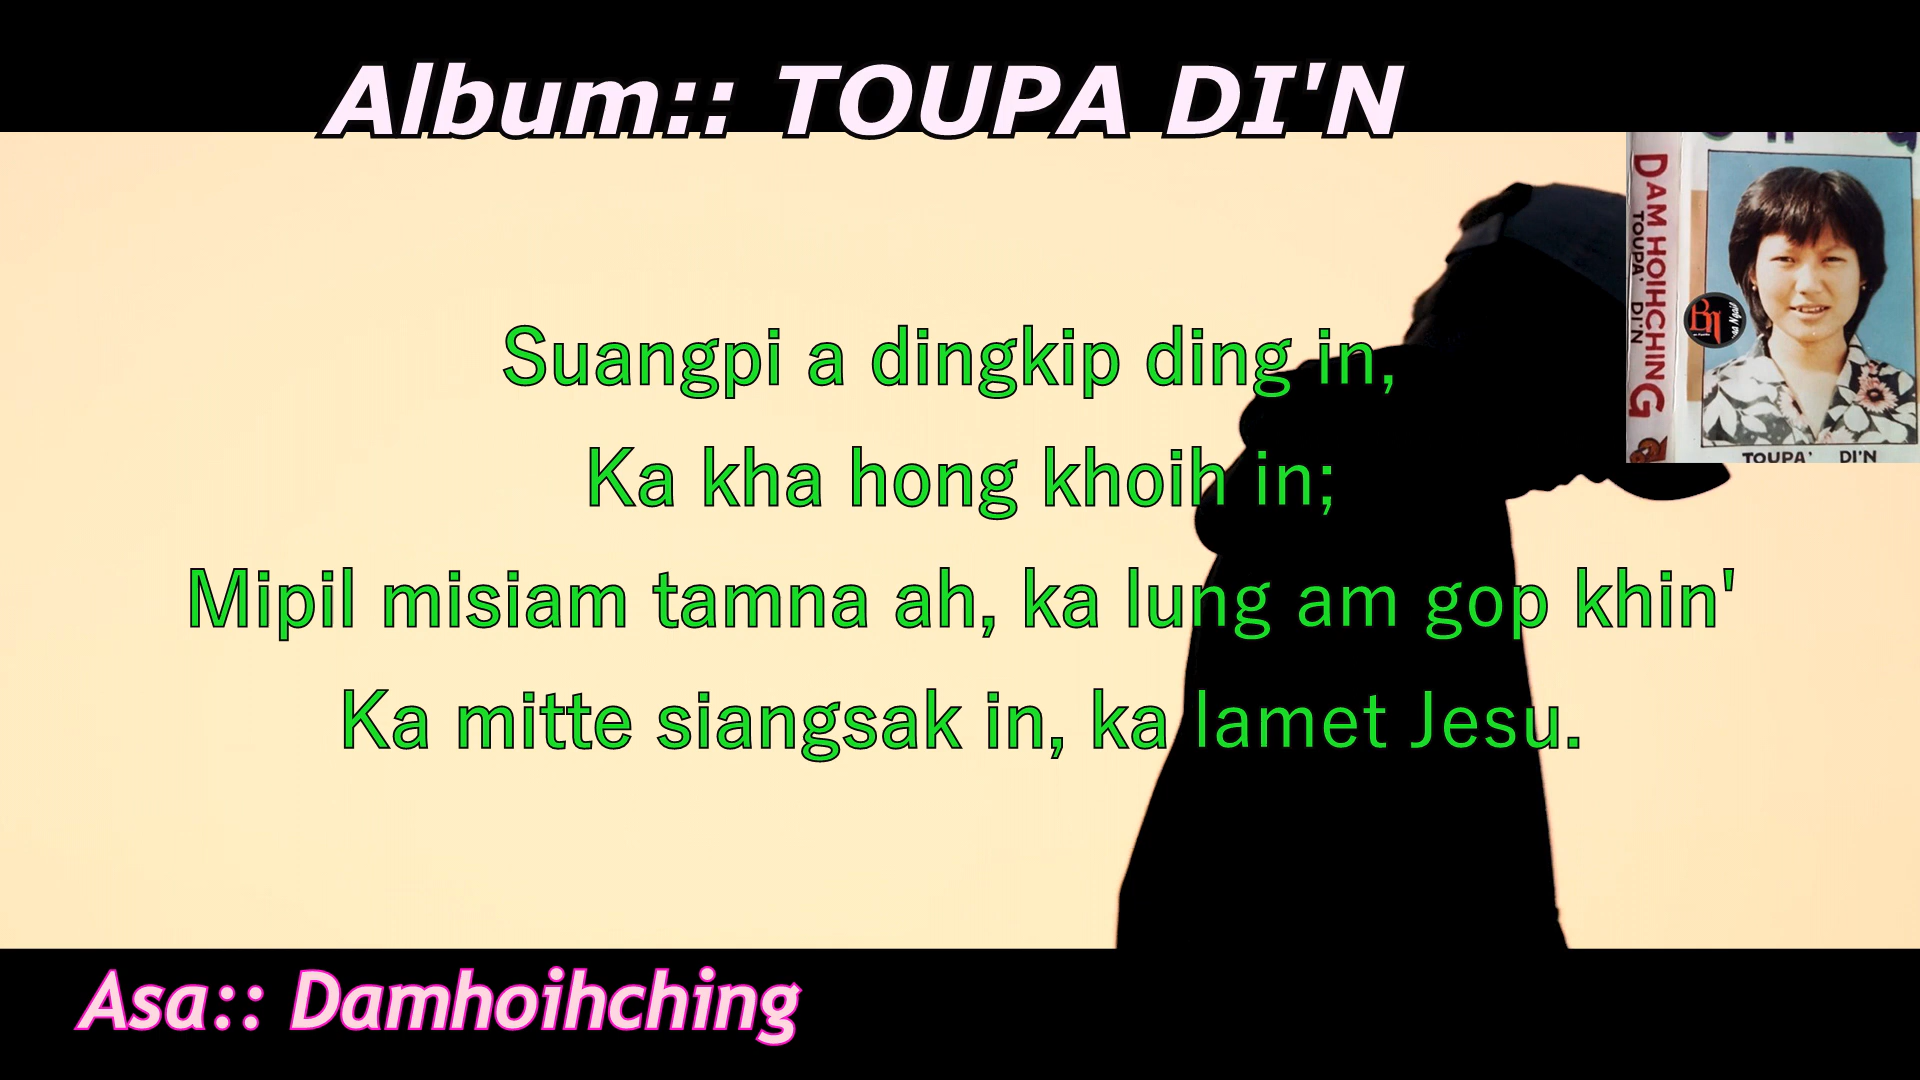 Album:: TOUPA DI'N
DAM HOIHCHING
TOUPA' DI'N
BN
TOUPA' DI'N
Suangpi a dingkip ding in,
Ka kha hong khoih in;
Mipil misiam tamna ah, ka lung am gop khin'
Ka mitte siangsak in, ka lamet Jesu.
Asa:: Damhoihching